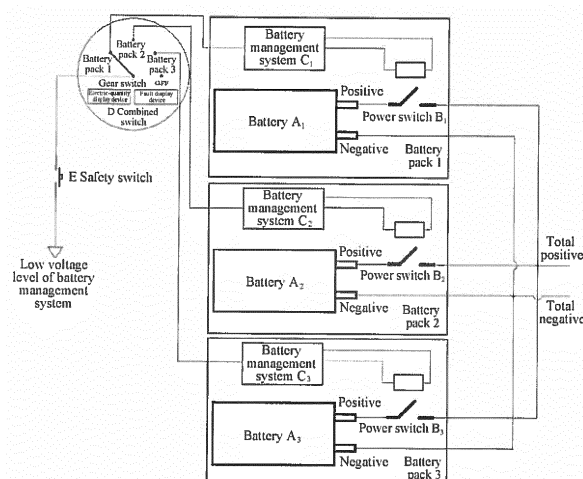 Battery
pack 2
Battery
pack 1
Battery
pack 3
OFF
Gear switch
Electric-quantity
display device
Fault display
device
D Combined
switch
E Safety switch
Low voltage
level of battery
management
system
Battery
management
system C1
Positive
Battery A1
Power switch B1
Negative
Battery
pack 1
Battery
management
system C2
Positive
Battery A2
Power switch B2
Negative
Battery
pack 2
Total
positive
Total
negative
Battery
management
system C3
Positive
Battery A3
Power switch B3
Negative
Battery
pack 3